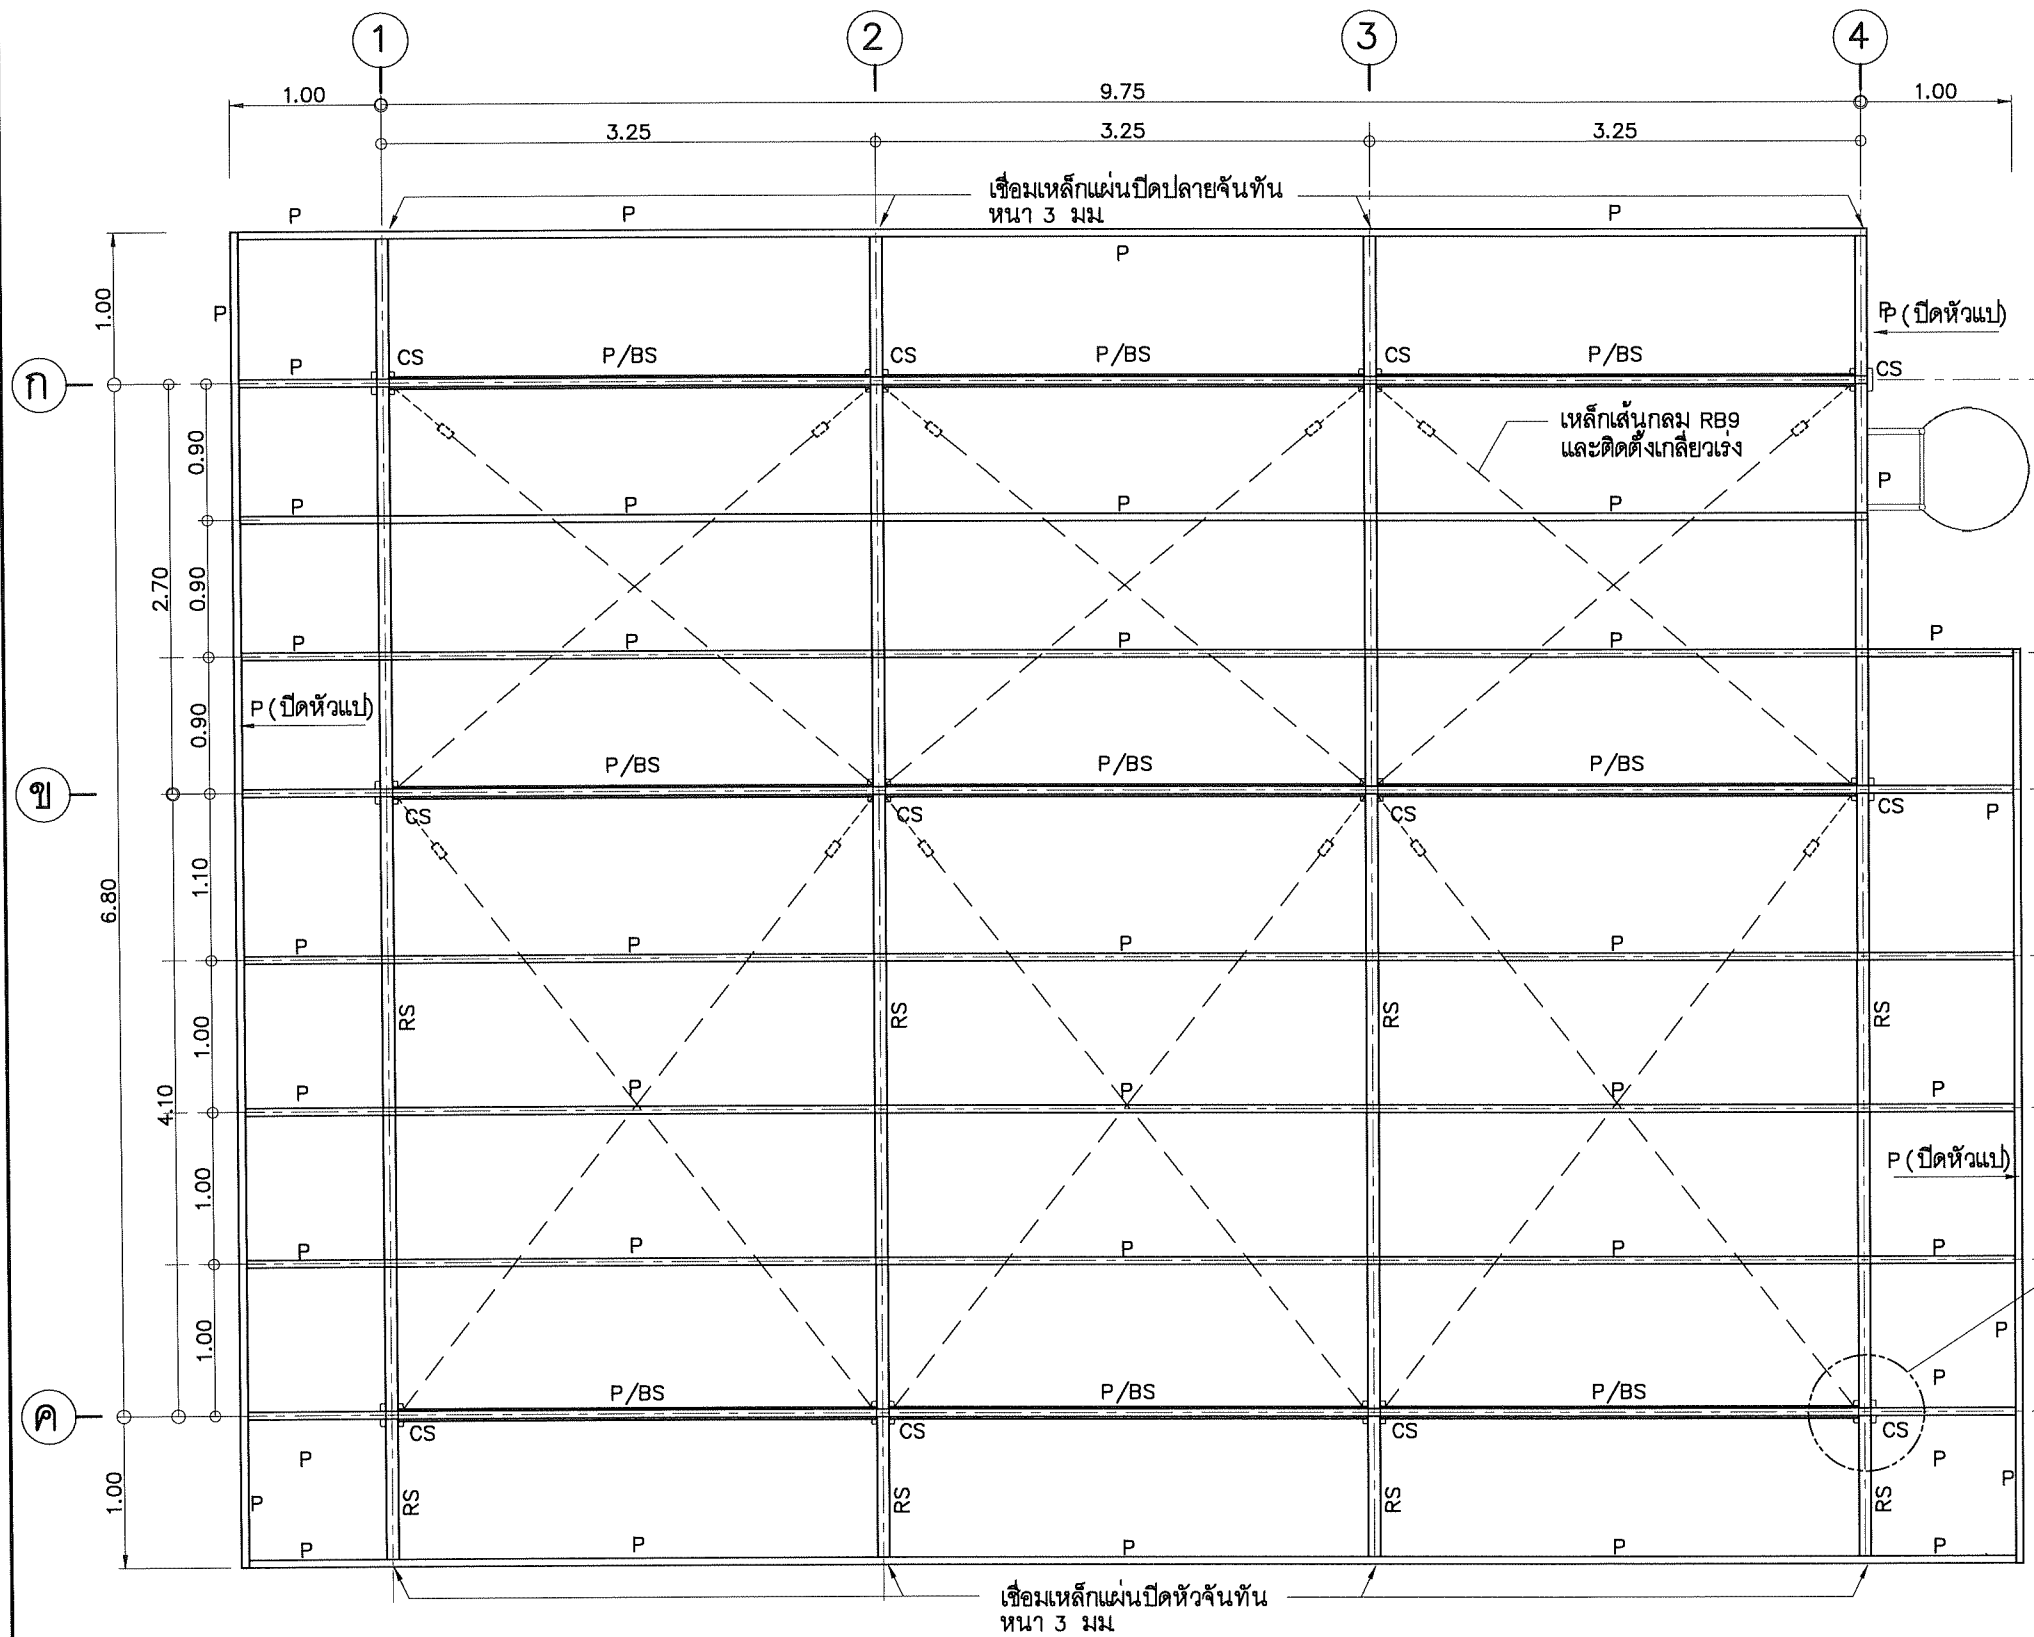 1
2
3
4
1.00
9.75
1.00
3.25
3.25
3.25
เชื่อมเหล็กแผ่นปิดปลายจันทัน
หนา 3 มม.
P
P
P
P
1.00
P
P
P (ปิดหัวแป)
CS
P/BS
CS
P/BS
CS
P/BS
CS
ก
P
เหล็กเส้นกลม RB9
และติดตั้งเกลียวเร่ง
0.90
P
P
P
P
P
2.70
0.90
P
P
P
P
P
P (ปิดหัวแป)
0.90
P/BS
P/BS
P/BS
ข
CS
CS
CS
CS
P
6.80
1.10
P
P
P
P
RS
RS
RS
RS
1.00
4.10
P
P
P
P
P
P (ปิดหัวแป)
1.00
P
P
P
P
P
1.00
P
P
P/BS
P/BS
P/BS
ค
CS
CS
CS
CS
P
P
P
1.00
P
RS
RS
RS
RS
P
P
P
P
P
เชื่อมเหล็กแผ่นปิดหัวจันทัน
หนา 3 มม.